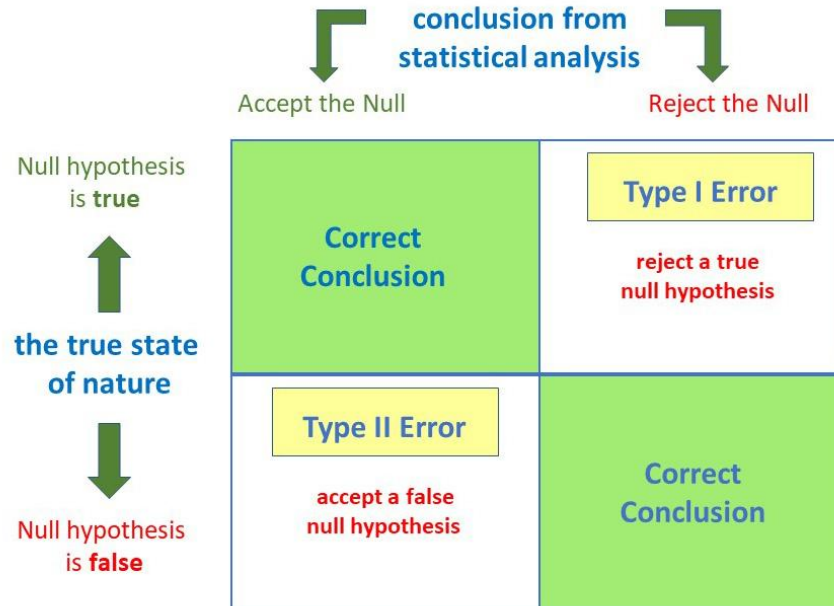 conclusion from
statistical analysis
Accept the Null
Reject the Null
Null hypothesis
is true
Correct
Conclusion
Type I Error
reject a true
null hypothesis
the true state
of nature
Type II Error
accept a false
null hypothesis
Correct
Conclusion
Null hypothesis
is false